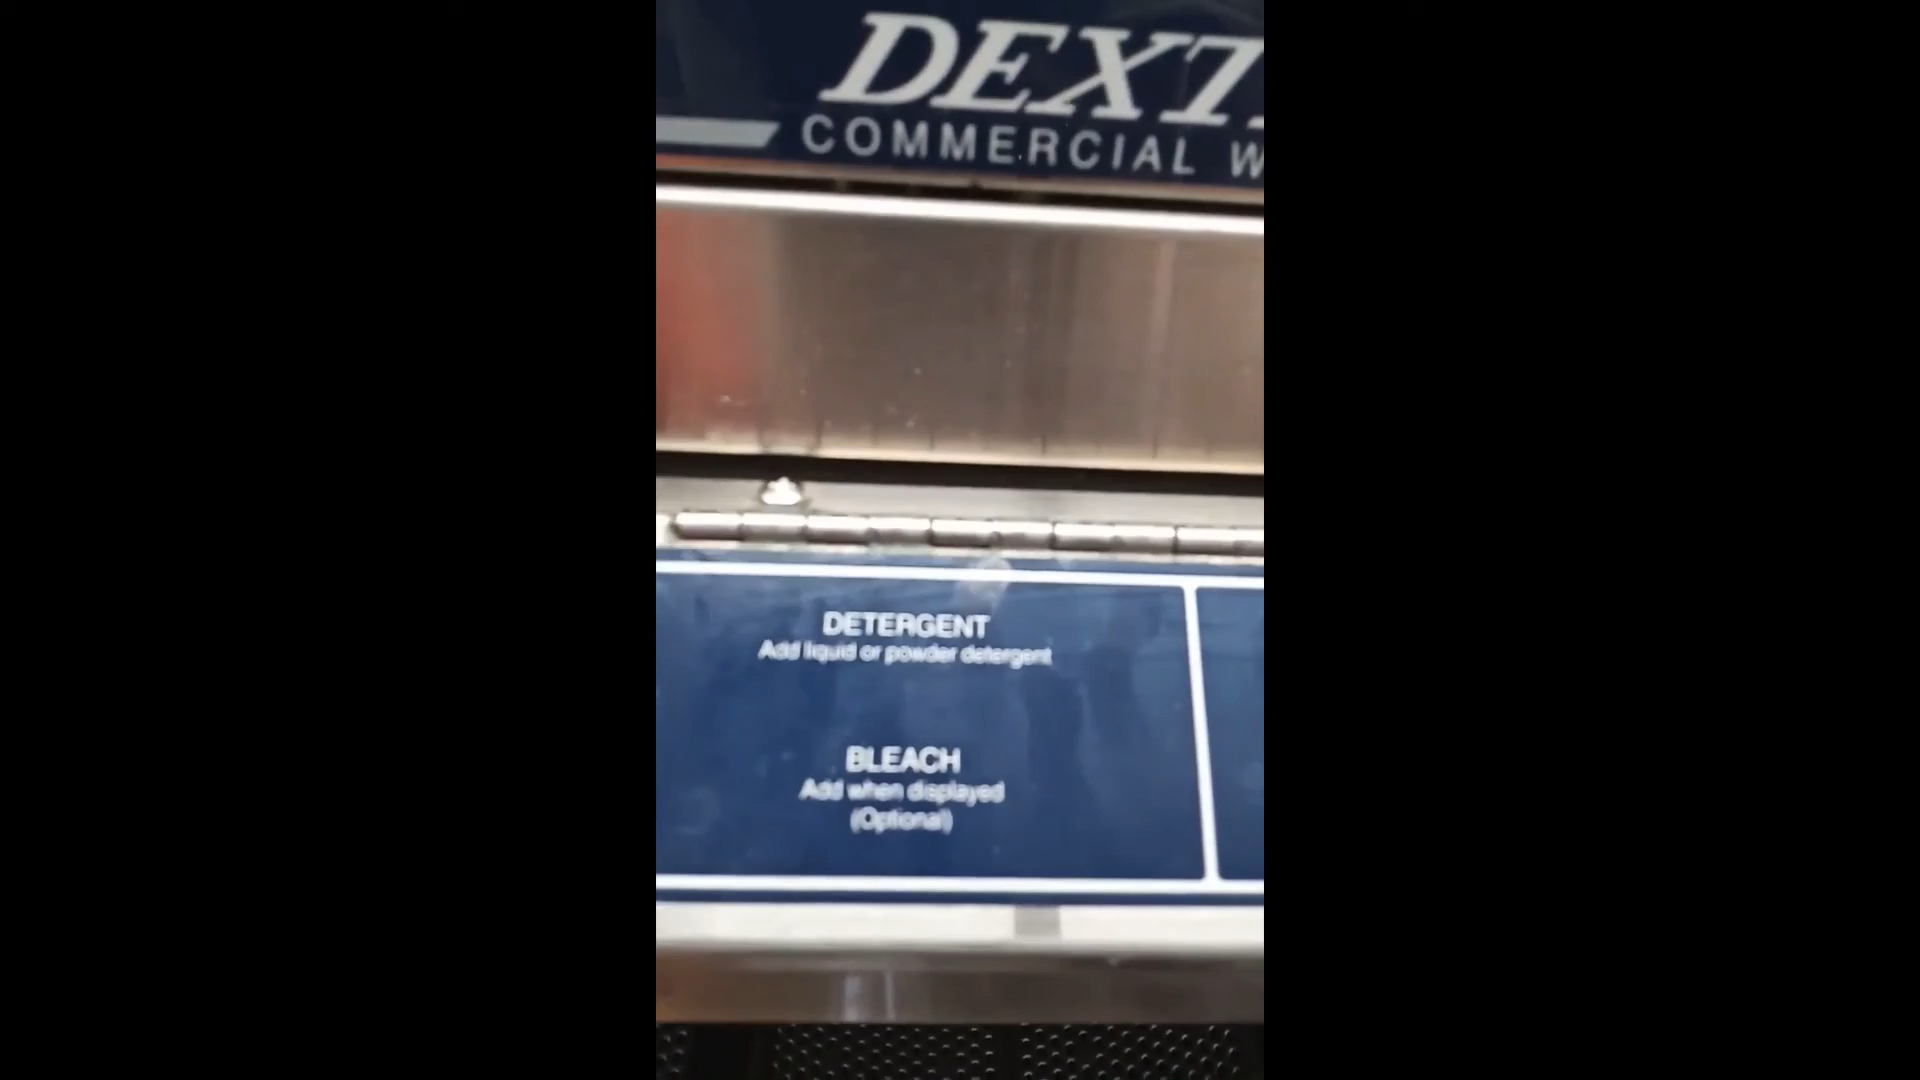 DEXT
COMMERCIAL W
DETERGENT
Add liquid or powder detergent
BLEACH
Add when displayed
(Optional)